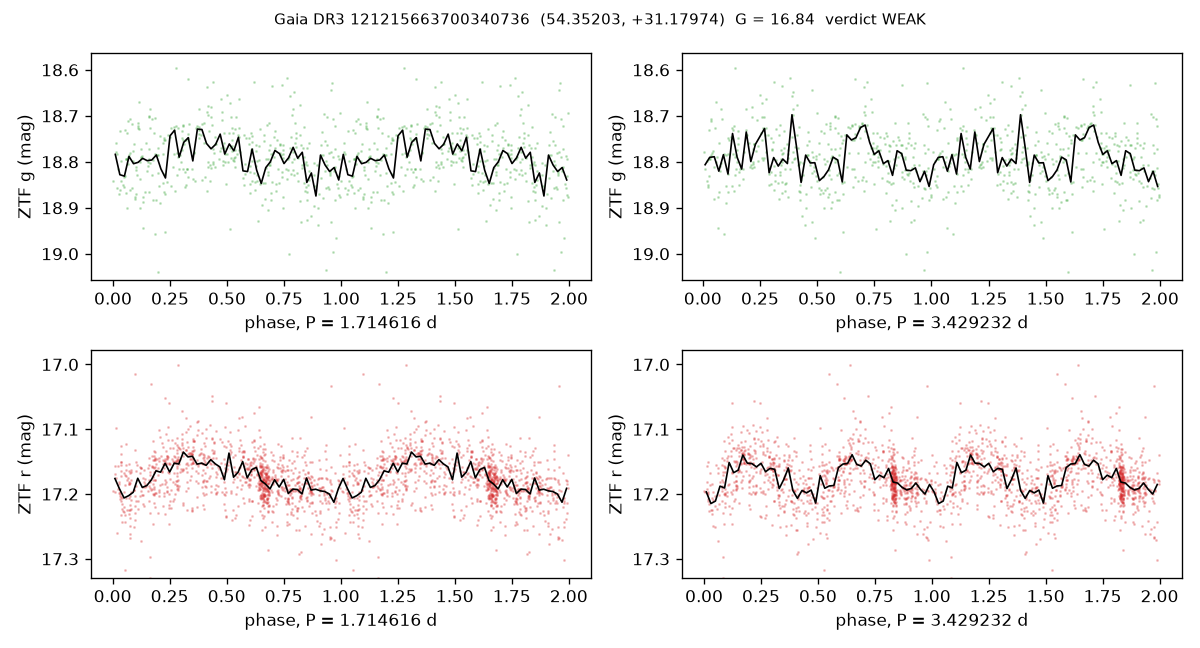 Gaia DR3 121215663700340736 (54.35203, +31.17974) G = 16.84 verdict WEAK
ZTF g (mag)
18.6
18.7
18.8
18.9
19.0
0.00 0.25 0.50 0.75 1.00 1.25 1.50 1.75 2.00
phase, P = 1.714616 d
ZTF g (mag)
18.6
18.7
18.8
18.9
19.0
0.00 0.25 0.50 0.75 1.00 1.25 1.50 1.75 2.00
phase, P = 3.429232 d
ZTF r (mag)
17.0
17.1
17.2
17.3
0.00 0.25 0.50 0.75 1.00 1.25 1.50 1.75 2.00
phase, P = 1.714616 d
ZTF r (mag)
17.0
17.1
17.2
17.3
0.00 0.25 0.50 0.75 1.00 1.25 1.50 1.75 2.00
phase, P = 3.429232 d